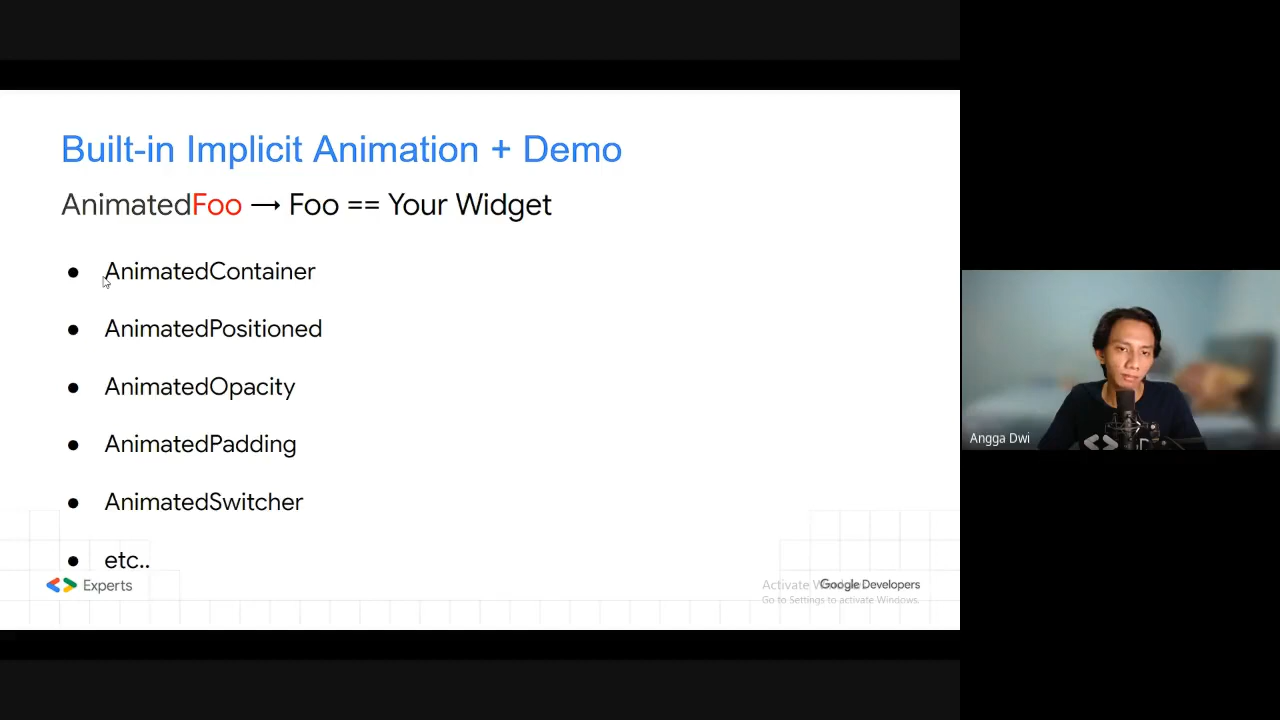 Built-in Implicit Animation + Demo
AnimatedFoo → Foo == Your Widget
● AnimatedContainer
● AnimatedPositioned
● AnimatedOpacity
● AnimatedPadding
● AnimatedSwitcher
● etc..
Experts
Activate
Google Developers
Go to Settings to activate Windows.
Angga Dwi